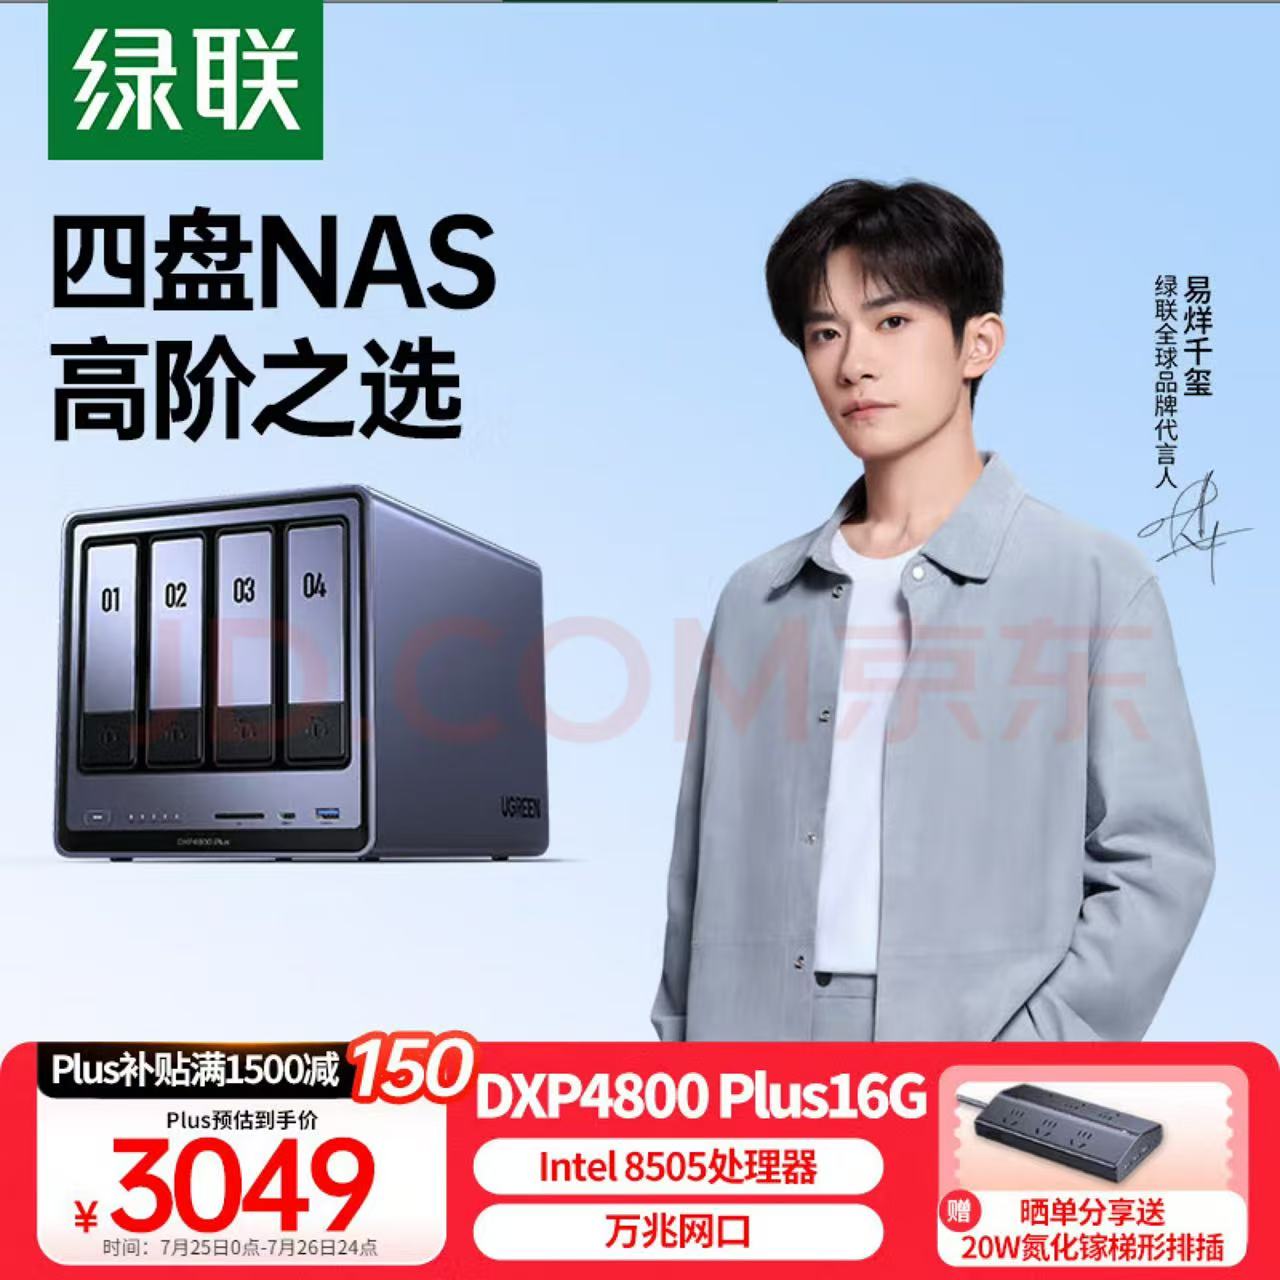 绿联
四盘NAS
高阶之选
易烊千玺
绿联全球品牌代言人
01
02
03
04
JD.COM京东
UGREEN
DXP4800 Plus
Plus补贴满1500减150
Plus预估到手价
¥3049
时间：7月25日0点-7月26日24点
DXP4800 Plus16G
Intel 8505处理器
万兆网口
赠
晒单分享送
20W氮化镓梯形排插